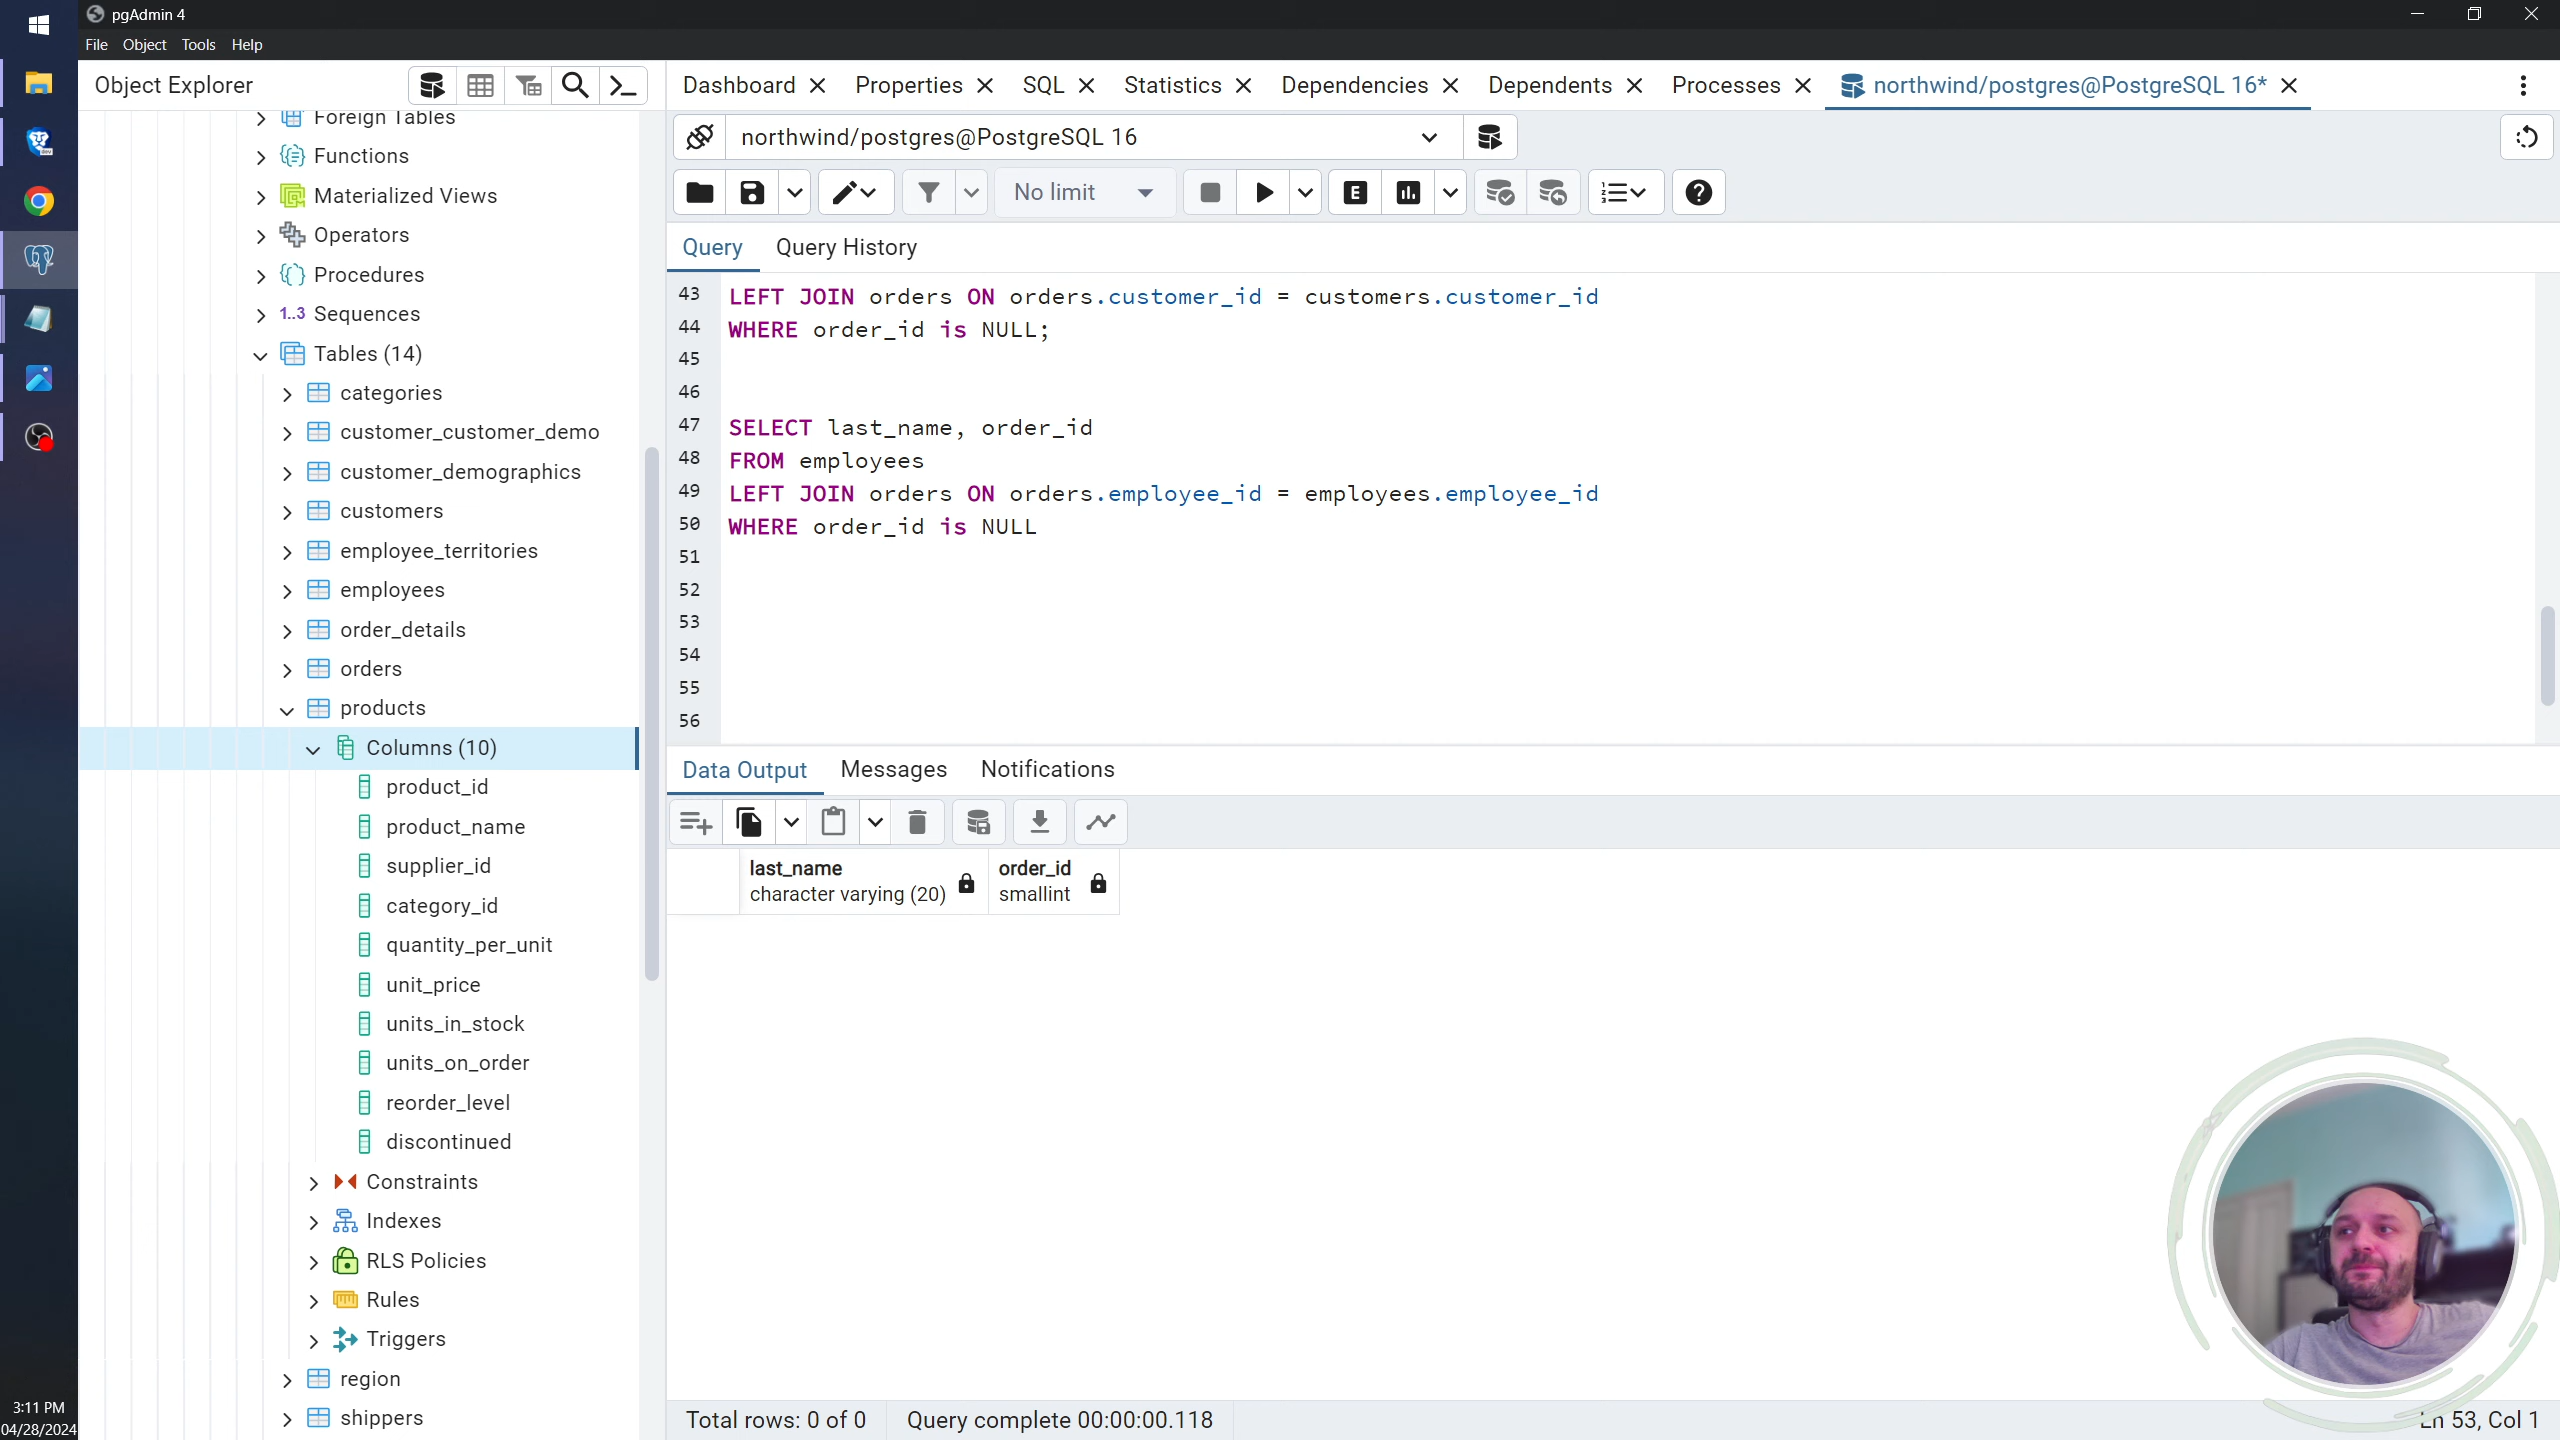 pgAdmin 4
File Object Tools Help
Object Explorer
Dashboard Properties SQL Statistics Dependencies Dependents Processes northwind/postgres@PostgreSQL 16*
northwind/postgres@PostgreSQL 16
No limit
E
Query Query History
Foreign Tables
Functions
Materialized Views
Operators
Procedures
1..3 Sequences
Tables (14)
categories
customer_customer_demo
customer_demographics
customers
employee_territories
employees
order_details
orders
products
Columns (10)
product_id
product_name
supplier_id
category_id
quantity_per_unit
unit_price
units_in_stock
units_on_order
reorder_level
discontinued
Constraints
Indexes
RLS Policies
Rules
Triggers
region
shippers
43 LEFT JOIN orders ON orders.customer_id = customers.customer_id
44 WHERE order_id is NULL;
45
46
47 SELECT last_name, order_id
48 FROM employees
49 LEFT JOIN orders ON orders.employee_id = employees.employee_id
50 WHERE order_id is NULL
51
52
53
54
55
56
Data Output Messages Notifications
last_name order_id
character varying (20) smallint
Total rows: 0 of 0 Query complete 00:00:00.118 Ln 53, Col 1
3:11 PM
04/28/2024